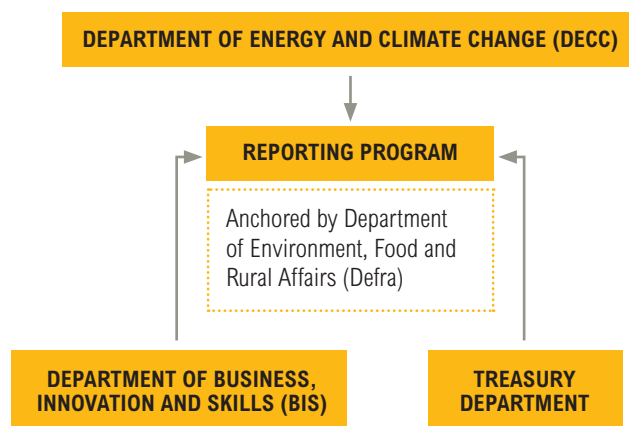 DEPARTMENT OF ENERGY AND CLIMATE CHANGE (DECC)
REPORTING PROGRAM
Anchored by Department
of Environment, Food and
Rural Affairs (Defra)
DEPARTMENT OF BUSINESS,
INNOVATION AND SKILLS (BIS)
TREASURY
DEPARTMENT